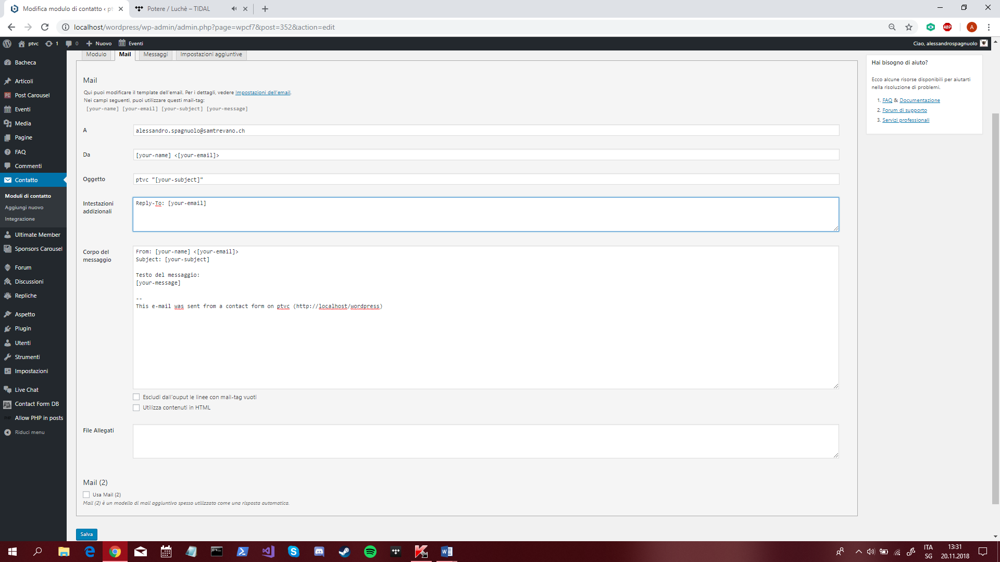 Modifica modulo di contatto ‹ pt
Potere / Luchè – TIDAL
localhost/wordpress/wp-admin/admin.php?page=wpcf7&post=352&action=edit
ABP
A
ptvc
1
0
Nuovo
Eventi
Ciao, alessandrospagnuolo
Bacheca
Articoli
Post Carousel
Eventi
Media
Pagine
FAQ
Commenti
Contatto
Moduli di contatto
Aggiungi nuovo
Integrazione
Ultimate Member
Sponsors Carousel
Forum
Discussioni
Repliche
Aspetto
Plugin
Utenti
Strumenti
Impostazioni
Live Chat
Contact Form DB
Allow PHP in posts
Riduci menu
Modulo
Mail
Messaggi
Impostazioni aggiuntive
Mail
Qui puoi modificare il template dell'email. Per i dettagli, vedere Impostazioni dell'email.
Nei campi seguenti, puoi utilizzare questi mail-tag:
[your-name] [your-email] [your-subject] [your-message]
A
alessandro.spagnuolo@samtrevano.ch
Da
[your-name] <[your-email]>
Oggetto
ptvc "[your-subject]"
Intestazioni
addizionali
Reply-To: [your-email]
Corpo del
messaggio
From: [your-name] <[your-email]>
Subject: [your-subject]
Testo del messaggio:
[your-message]
--
This e-mail was sent from a contact form on ptvc (http://localhost/wordpress)
Escludi dall'ouput le linee con mail-tag vuoti
Utilizza contenuti in HTML
File Allegati
Mail (2)
Usa Mail (2)
Mail (2) è un modello di mail aggiuntivo spesso utilizzato come una risposta automatica.
Salva
Hai bisogno di aiuto?
Ecco alcune risorse disponibili per aiutarti
nella risoluzione di problemi.
1. FAQ & Documentazione
2. Forum di supporto
3. Servizi professionali
ITA
SG
13:31
20.11.2018